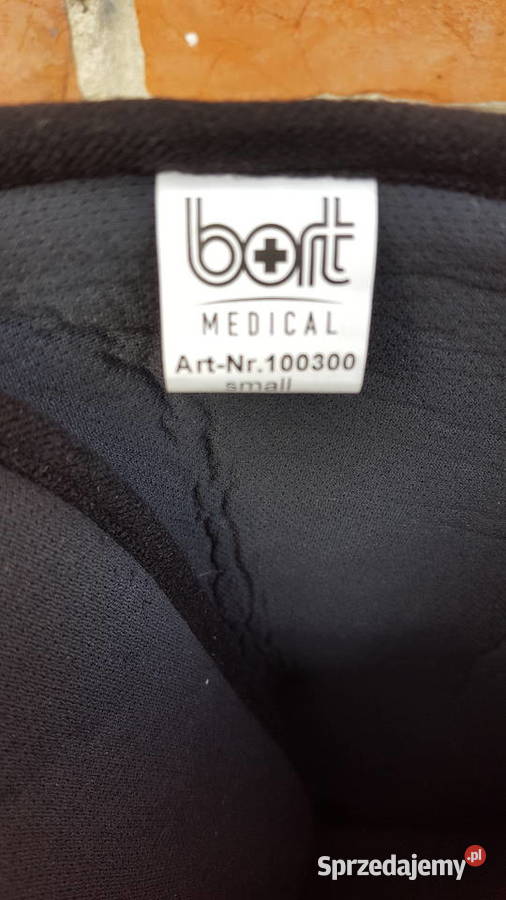 bort
MEDICAL
Art-Nr.100300
small
Sprzedajemy.pl